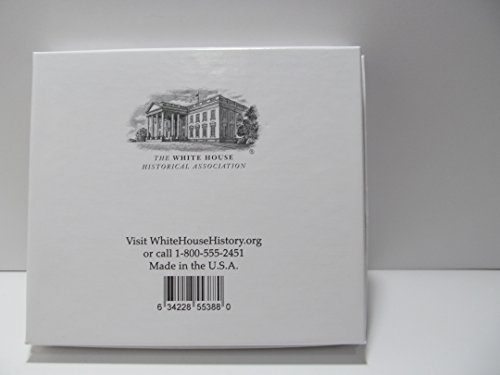 THE WHITE HOUSE
HISTORICAL ASSOCIATION
®
Visit WhiteHouseHistory.org
or call 1-800-555-2451
Made in the U.S.A.
6 34228 55388 0